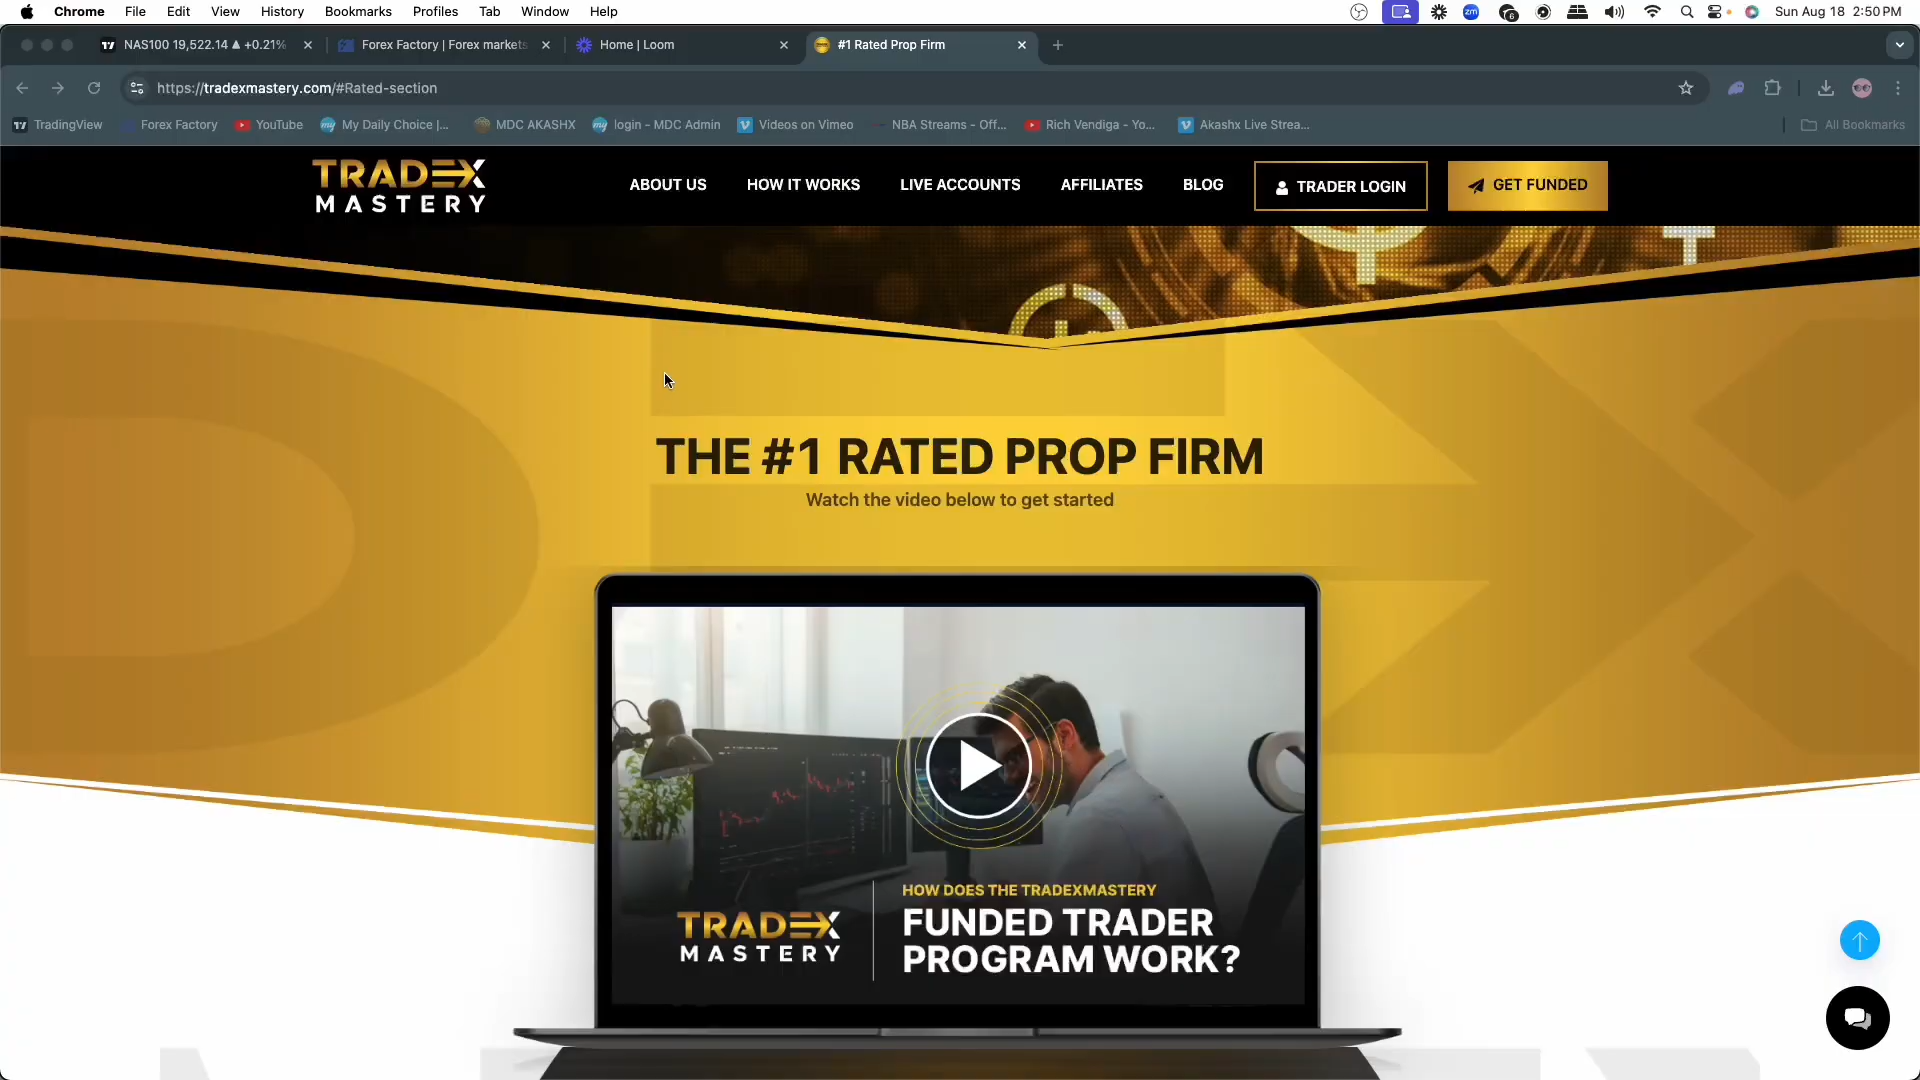 Chrome File Edit View History Bookmarks Profiles Tab Window Help
zm
6
Sun Aug 18 2:50 PM
NAS100 19,522.14 ▲ +0.21%
Forex Factory | Forex markets
Home | Loom
#1 Rated Prop Firm
https://tradexmastery.com/#Rated-section
TradingView
Forex Factory
YouTube
My Daily Choice |...
MDC AKASHX
login - MDC Admin
Videos on Vimeo
NBA Streams - Off...
Rich Vendiga - Yo...
Akashx Live Strea...
All Bookmarks
TRADEX
MASTERY
ABOUT US
HOW IT WORKS
LIVE ACCOUNTS
AFFILIATES
BLOG
TRADER LOGIN
GET FUNDED
THE #1 RATED PROP FIRM
Watch the video below to get started
HOW DOES THE TRADEXMASTERY
FUNDED TRADER
PROGRAM WORK?
TRADEX
MASTERY